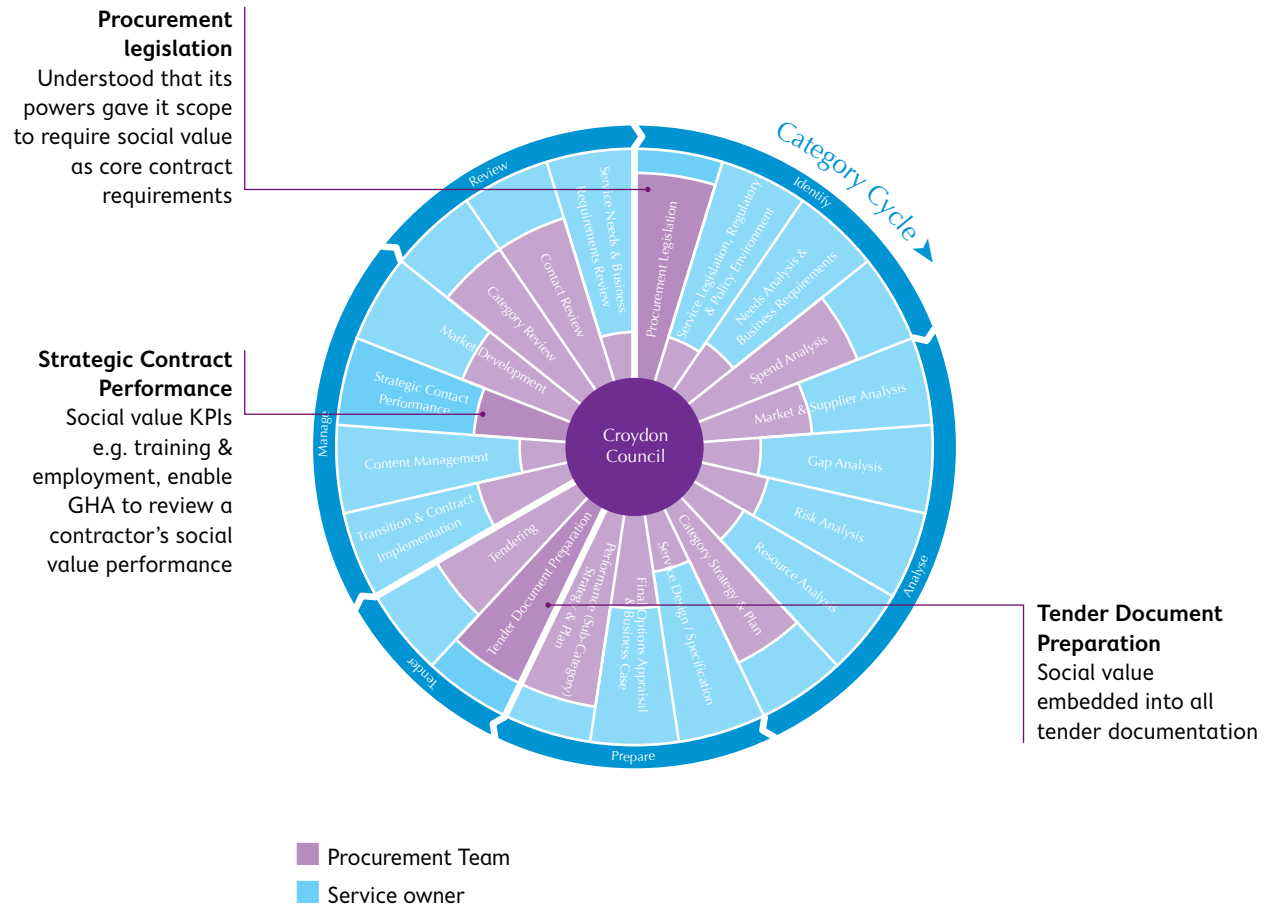 Procurement
legislation
Understood that its
powers gave it scope
to require social value
as core contract
requirements
Strategic Contract
Performance
Social value KPIs
e.g. training &
employment, enable
GHA to review a
contractor's social
value performance
Category Cycle
Identify
Procurement Legislation
Service Legislation, Regulatory
& Policy Environment
Needs Analysis &
Business Requirements
Spend Analysis
Analyse
Market & Supplier Analysis
Gap Analysis
Risk Analysis
Resource Analysis
Category Strategy & Plan
Prepare
Service Design / Specification
Final Options Appraisal
& Business Case
Performance (Sub-Category)
Strategy & Plan
Tender
Tender Document Preparation
Tendering
Manage
Transition & Contract
Implementation
Content Management
Strategic Contact
Performance
Market Development
Review
Category Review
Contact Review
Service Needs & Business
Requirements Review
Croydon
Council
Tender Document
Preparation
Social value
embedded into all
tender documentation
Procurement Team
Service owner